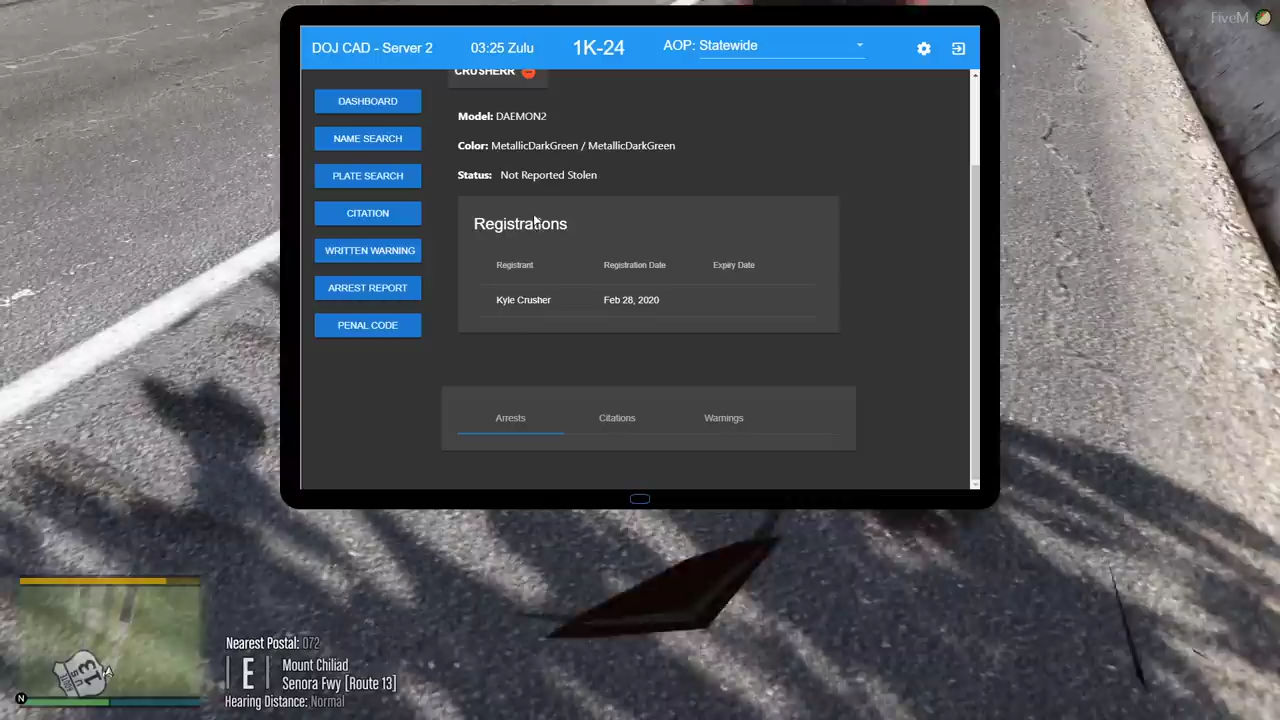 FiveM
DOJ CAD - Server 2
03:25 Zulu
1K-24
AOP: Statewide
CRUSHERR
DASHBOARD
NAME SEARCH
PLATE SEARCH
CITATION
WRITTEN WARNING
ARREST REPORT
PENAL CODE
Model: DAEMON2
Color: MetallicDarkGreen / MetallicDarkGreen
Status: Not Reported Stolen
Registrations
Registrant Registration Date Expiry Date
Kyle Crusher Feb 28, 2020
Arrests Citations Warnings
Nearest Postal: 072
| E | Mount Chiliad
Senora Fwy [Route 13]
Hearing Distance: Normal
N
13